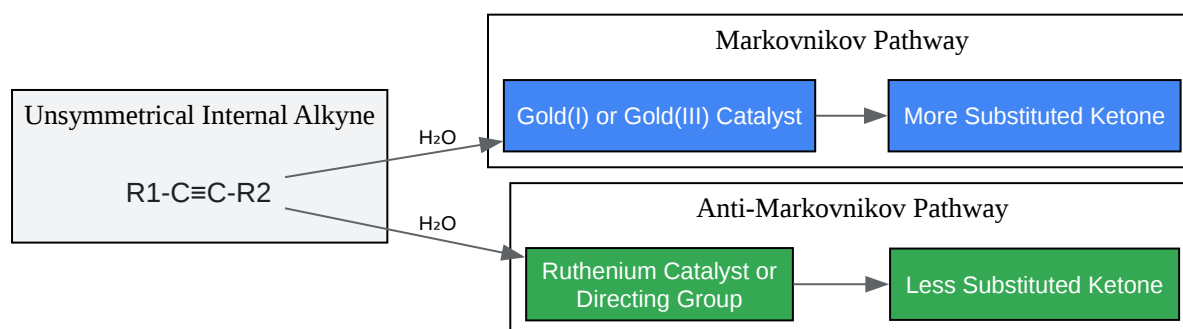 Unsymmetrical Internal Alkyne
R1-C≡C-R2
H₂O
H₂O
Markovnikov Pathway
Gold(I) or Gold(III) Catalyst
More Substituted Ketone
Anti-Markovnikov Pathway
Ruthenium Catalyst or
Directing Group
Less Substituted Ketone